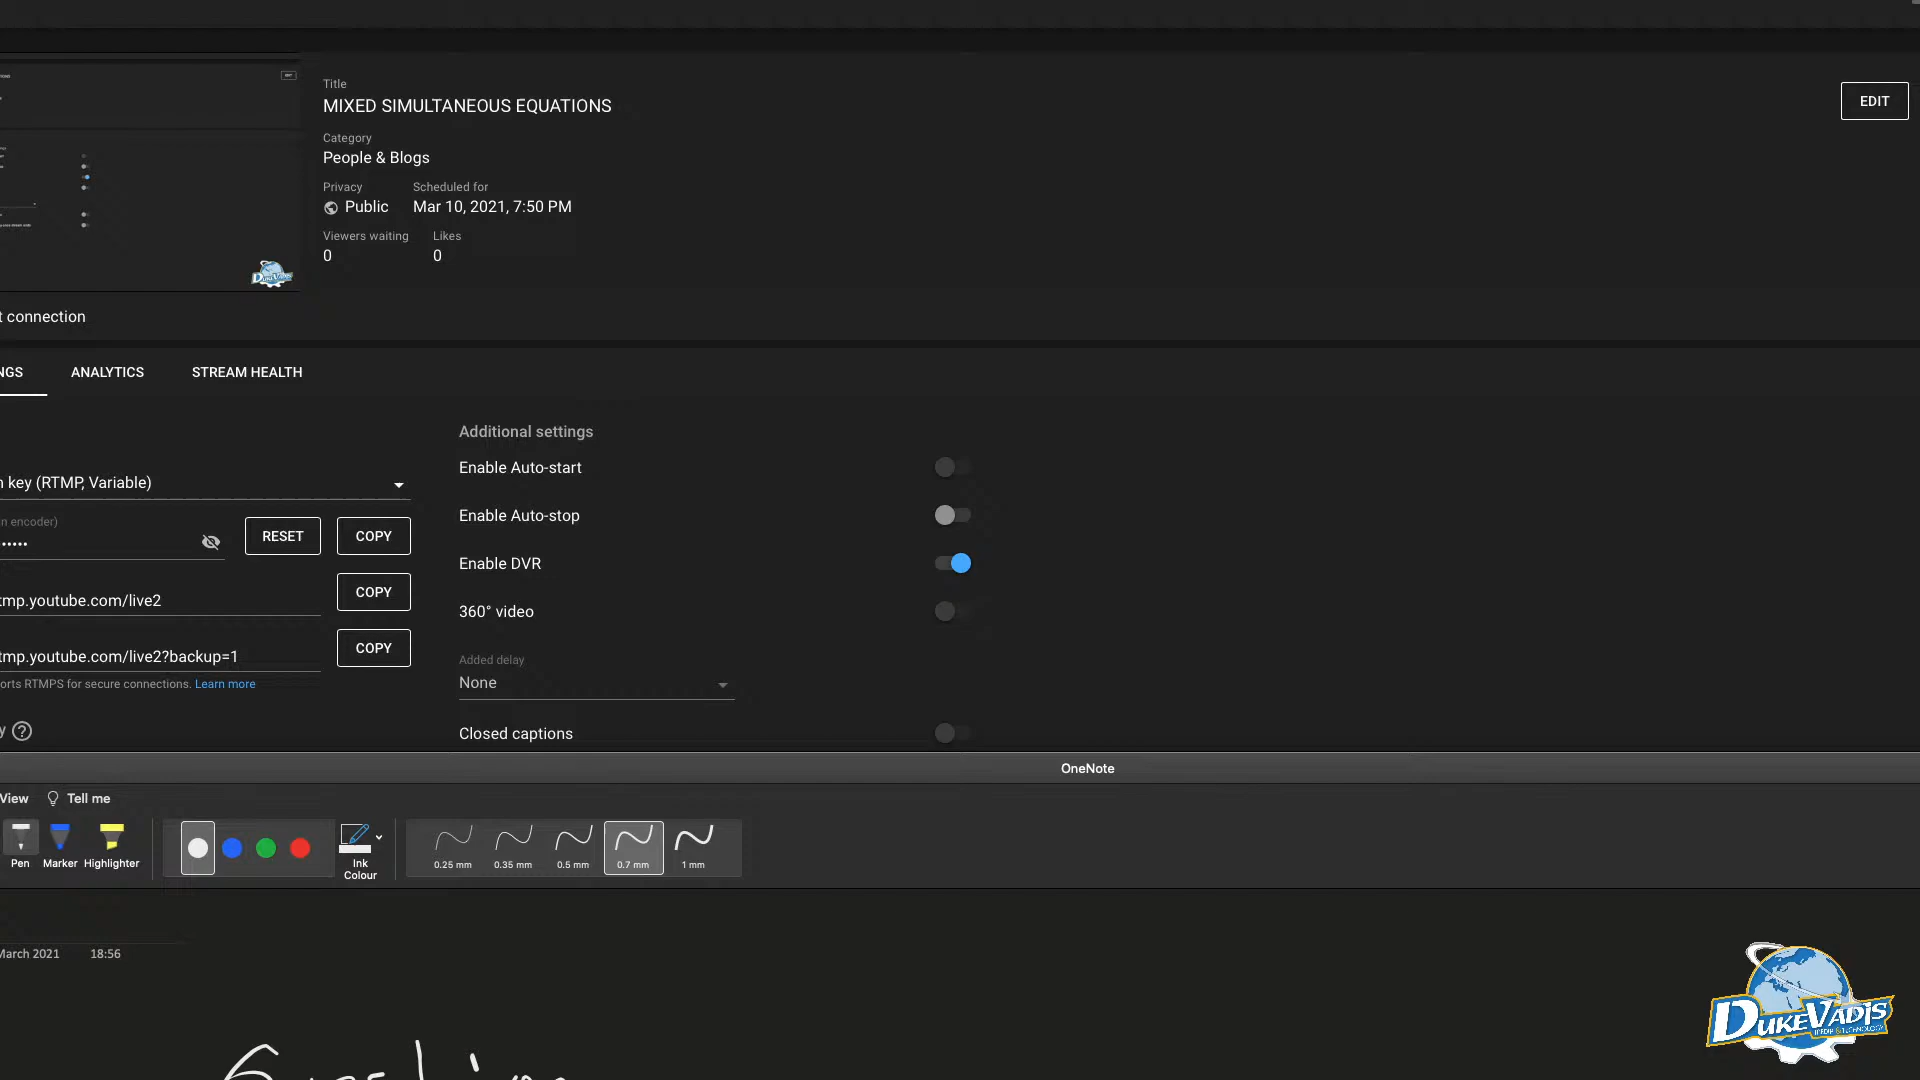 Title
MIXED SIMULTANEOUS EQUATIONS
EDIT
Category
People & Blogs
Privacy
Scheduled for
Public
Mar 10, 2021, 7:50 PM
Viewers waiting
Likes
0
0
t connection
NGS
ANALYTICS
STREAM HEALTH
Additional settings
Enable Auto-start
n key (RTMP, Variable)
n encoder)
RESET
COPY
Enable Auto-stop
Enable DVR
tmp.youtube.com/live2
COPY
360° video
tmp.youtube.com/live2?backup=1
COPY
Added delay
None
orts RTMPS for secure connections. Learn more
y
Closed captions
OneNote
View
Tell me
Pen
Marker
Highlighter
Ink
Colour
0.25 mm
0.35 mm
0.5 mm
0.7 mm
1 mm
March 2021
18:56
DUKEVADIS
MEDIA & TECHNOLOGY